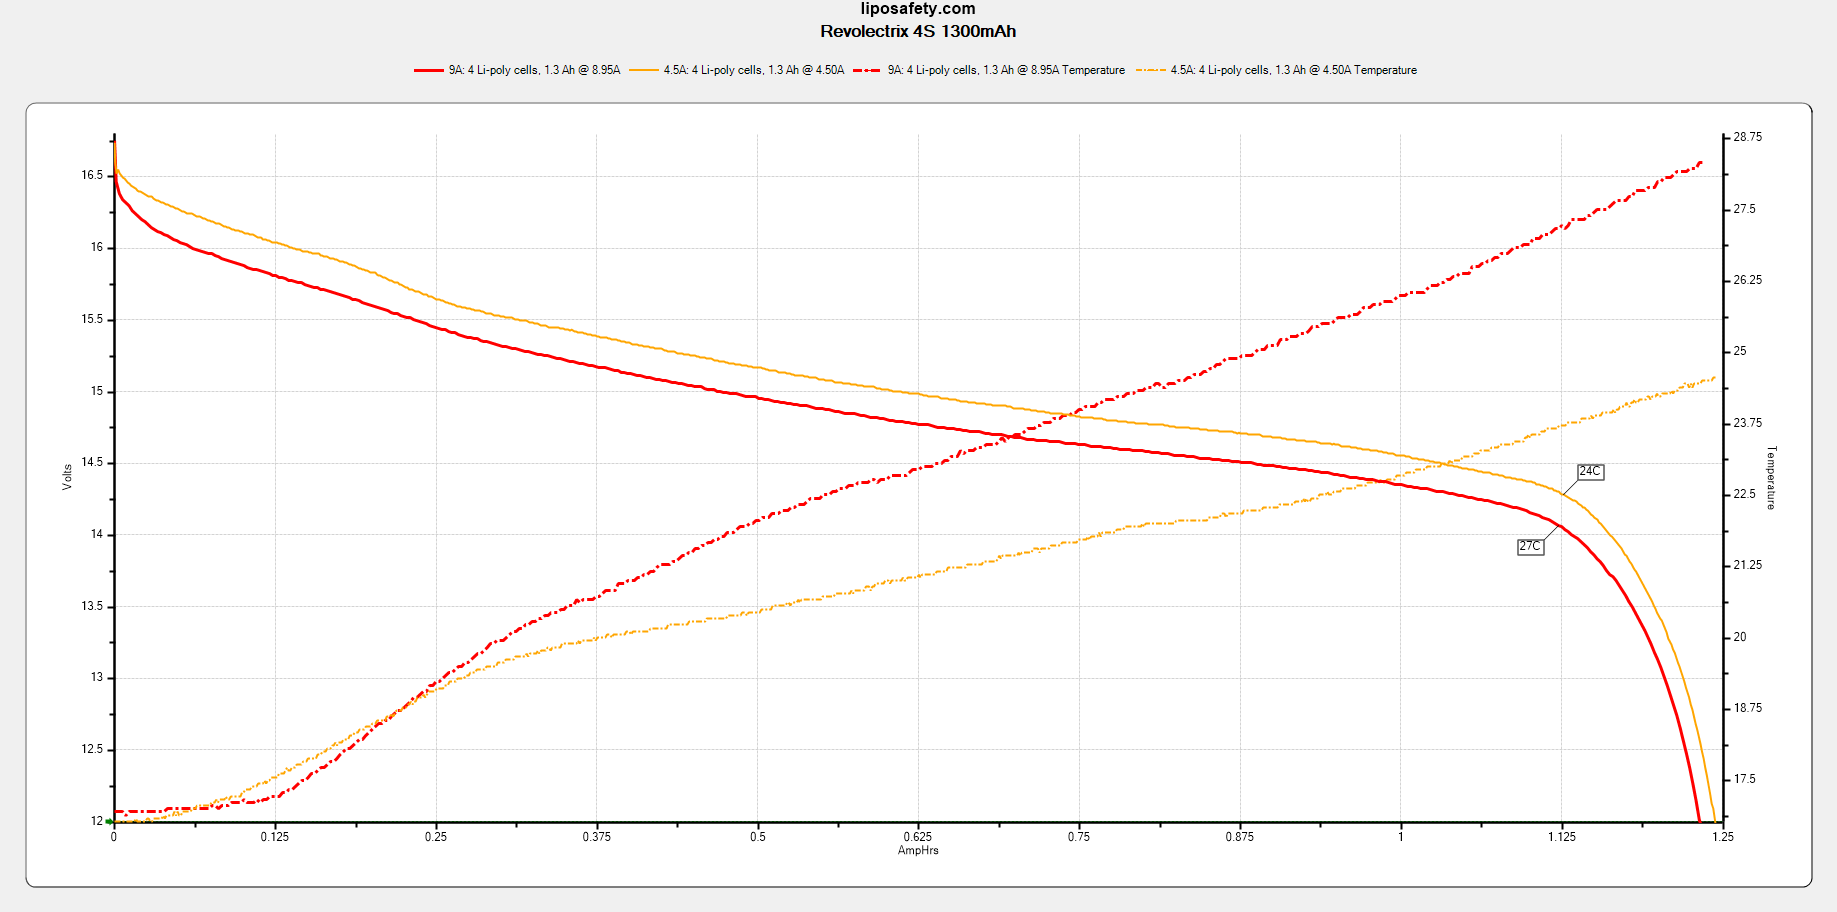 liposafety.com
Revolectrix 4S 1300mAh
9A: 4 Li-poly cells, 1.3 Ah @ 8.95A 4.5A: 4 Li-poly cells, 1.3 Ah @ 4.50A 9A: 4 Li-poly cells, 1.3 Ah @ 8.95A Temperature 4.5A: 4 Li-poly cells, 1.3 Ah @ 4.50A Temperature
28.75
16.5
27.5
16
26.25
15.5
25
15
23.75
14.5
Volts
24C
Temperature
22.5
14
27C
21.25
13.5
20
13
18.75
12.5
17.5
12
0 0.125 0.25 0.375 0.5 0.625 0.75 0.875 1 1.125 1.25
AmpHrs